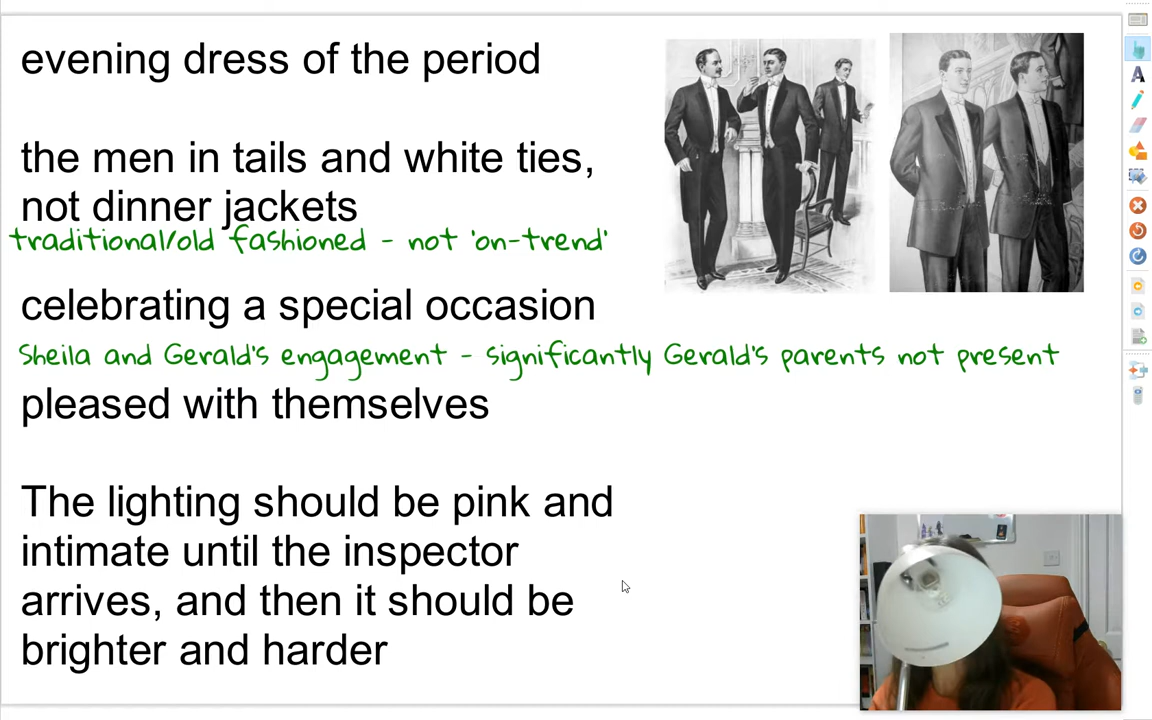 evening dress of the period
the men in tails and white ties,
not dinner jackets
traditional/old fashioned - not 'on-trend'
celebrating a special occasion
Sheila and Gerald's engagement - significantly Gerald's parents not present
pleased with themselves
The lighting should be pink and
intimate until the inspector
arrives, and then it should be
brighter and harder